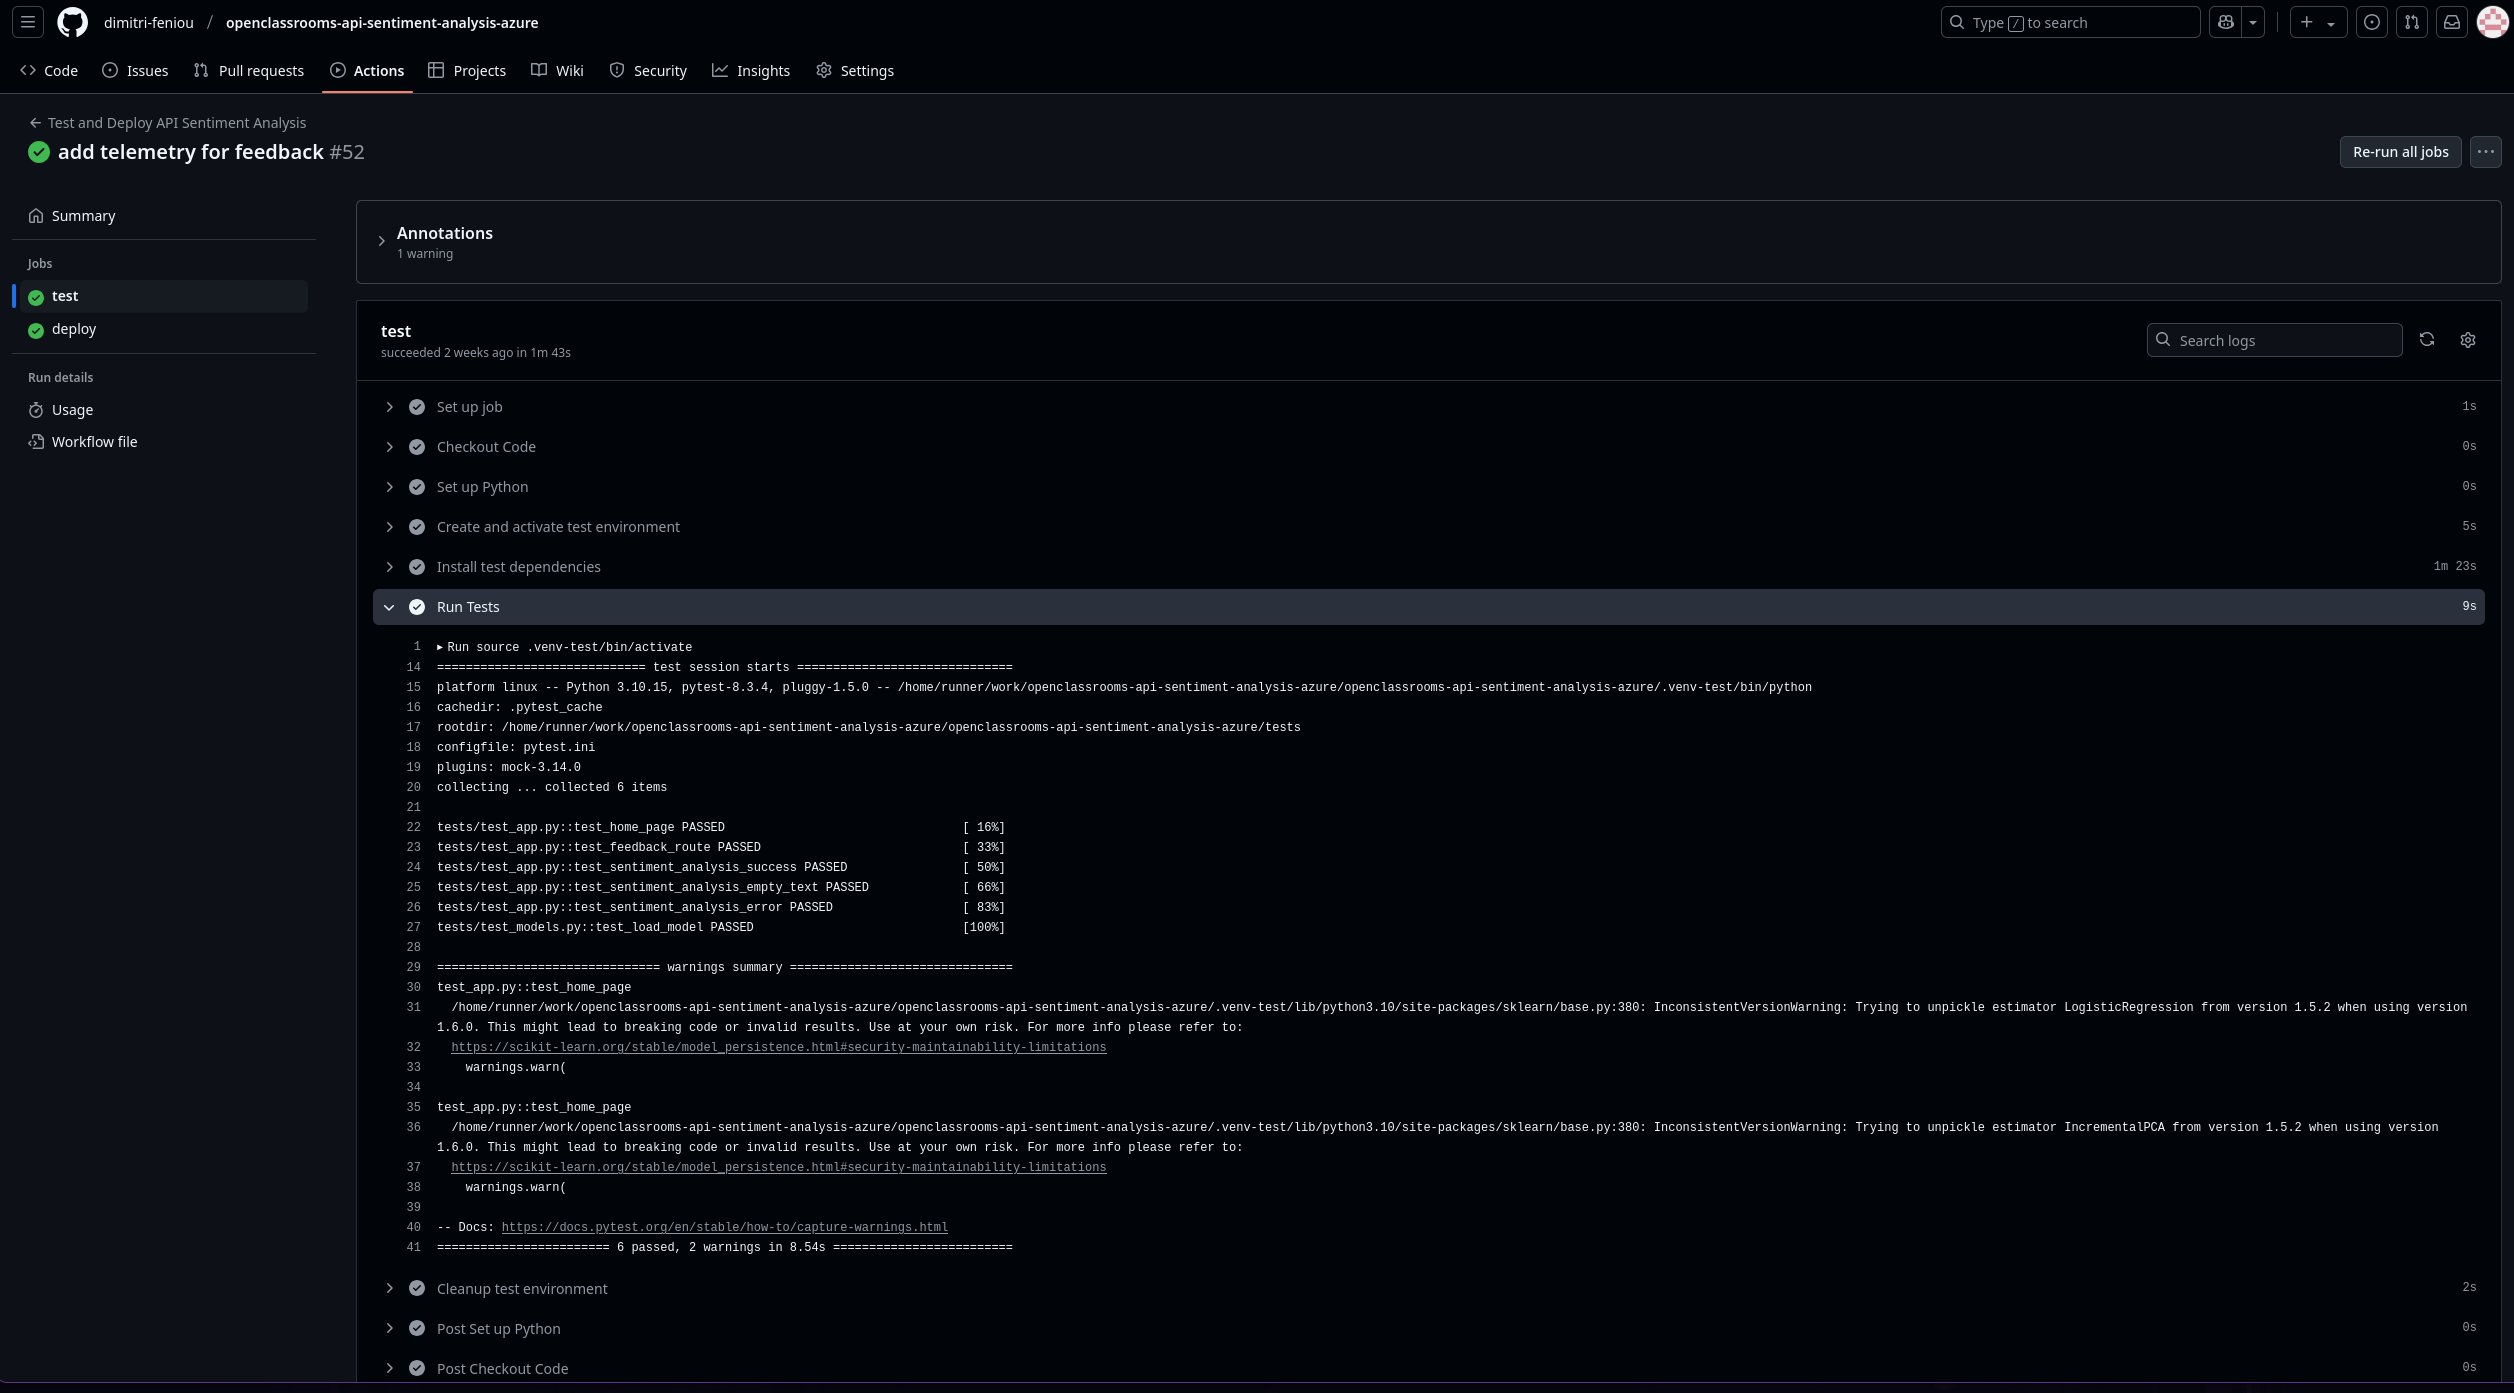 dimitri-feniou / openclassrooms-api-sentiment-analysis-azure
Type / to search
Code Issues Pull requests Actions Projects Wiki Security Insights Settings
Test and Deploy API Sentiment Analysis
add telemetry for feedback #52
Re-run all jobs
Summary
Jobs
test
deploy
Run details
Usage
Workflow file
Annotations
1 warning
test
succeeded 2 weeks ago in 1m 43s
Search logs
Set up job 1s
Checkout Code 0s
Set up Python 0s
Create and activate test environment 5s
Install test dependencies 1m 23s
Run Tests 9s
1 Run source .venv-test/bin/activate
14 ============================= test session starts ==============================
15 platform linux -- Python 3.10.15, pytest-8.3.4, pluggy-1.5.0 -- /home/runner/work/openclassrooms-api-sentiment-analysis-azure/openclassrooms-api-sentiment-analysis-azure/.venv-test/bin/python
16 cachedir: .pytest_cache
17 rootdir: /home/runner/work/openclassrooms-api-sentiment-analysis-azure/openclassrooms-api-sentiment-analysis-azure/tests
18 configfile: pytest.ini
19 plugins: mock-3.14.0
20 collecting ... collected 6 items
21
22 tests/test_app.py::test_home_page PASSED [ 16%]
23 tests/test_app.py::test_feedback_route PASSED [ 33%]
24 tests/test_app.py::test_sentiment_analysis_success PASSED [ 50%]
25 tests/test_app.py::test_sentiment_analysis_empty_text PASSED [ 66%]
26 tests/test_app.py::test_sentiment_analysis_error PASSED [ 83%]
27 tests/test_models.py::test_load_model PASSED [100%]
28
29 =============================== warnings summary ===============================
30 test_app.py::test_home_page
31 /home/runner/work/openclassrooms-api-sentiment-analysis-azure/openclassrooms-api-sentiment-analysis-azure/.venv-test/lib/python3.10/site-packages/sklearn/base.py:380: InconsistentVersionWarning: Trying to unpickle estimator LogisticRegression from version 1.5.2 when using version
1.6.0. This might lead to breaking code or invalid results. Use at your own risk. For more info please refer to:
32 https://scikit-learn.org/stable/model_persistence.html#security-maintainability-limitations
33 warnings.warn(
34
35 test_app.py::test_home_page
36 /home/runner/work/openclassrooms-api-sentiment-analysis-azure/openclassrooms-api-sentiment-analysis-azure/.venv-test/lib/python3.10/site-packages/sklearn/base.py:380: InconsistentVersionWarning: Trying to unpickle estimator IncrementalPCA from version 1.5.2 when using version
1.6.0. This might lead to breaking code or invalid results. Use at your own risk. For more info please refer to:
37 https://scikit-learn.org/stable/model_persistence.html#security-maintainability-limitations
38 warnings.warn(
39
40 -- Docs: https://docs.pytest.org/en/stable/how-to/capture-warnings.html
41 ======================== 6 passed, 2 warnings in 8.54s =========================
Cleanup test environment 2s
Post Set up Python 0s
Post Checkout Code 0s